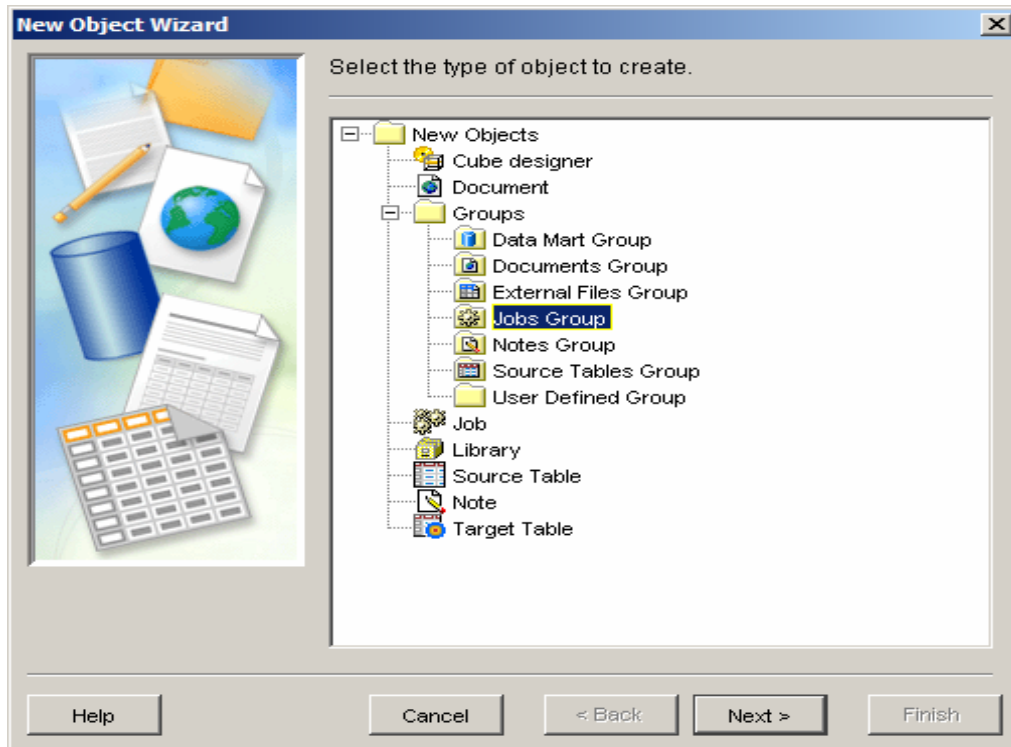 New Object Wizard
Select the type of object to create.
New Objects
Cube designer
Document
Groups
Data Mart Group
Documents Group
External Files Group
Jobs Group
Notes Group
Source Tables Group
User Defined Group
Job
Library
Source Table
Note
Target Table
Help Cancel < Back Next > Finish